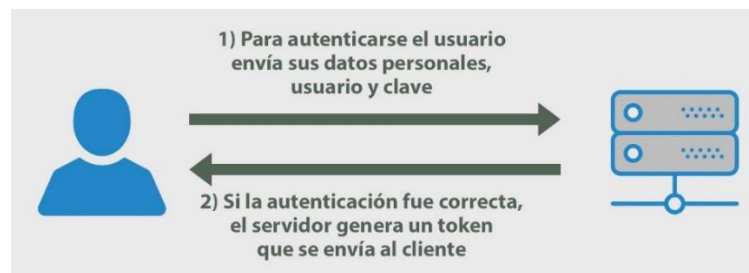 1) Para autenticarse el usuario
envía sus datos personales,
usuario y clave
2) Si la autenticación fue correcta,
el servidor genera un token
que se envía al cliente